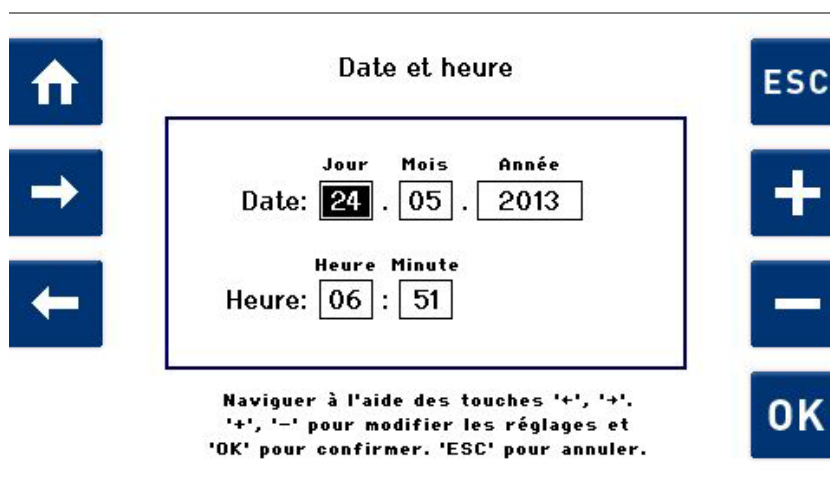 Date et heure
ESC
Jour Mois Année
Date: 24 . 05 . 2013
Heure Minute
Heure: 06 : 51
Naviguer à l'aide des touches '←', '→'.
'+', '−' pour modifier les réglages et
'OK' pour confirmer. 'ESC' pour annuler.
OK